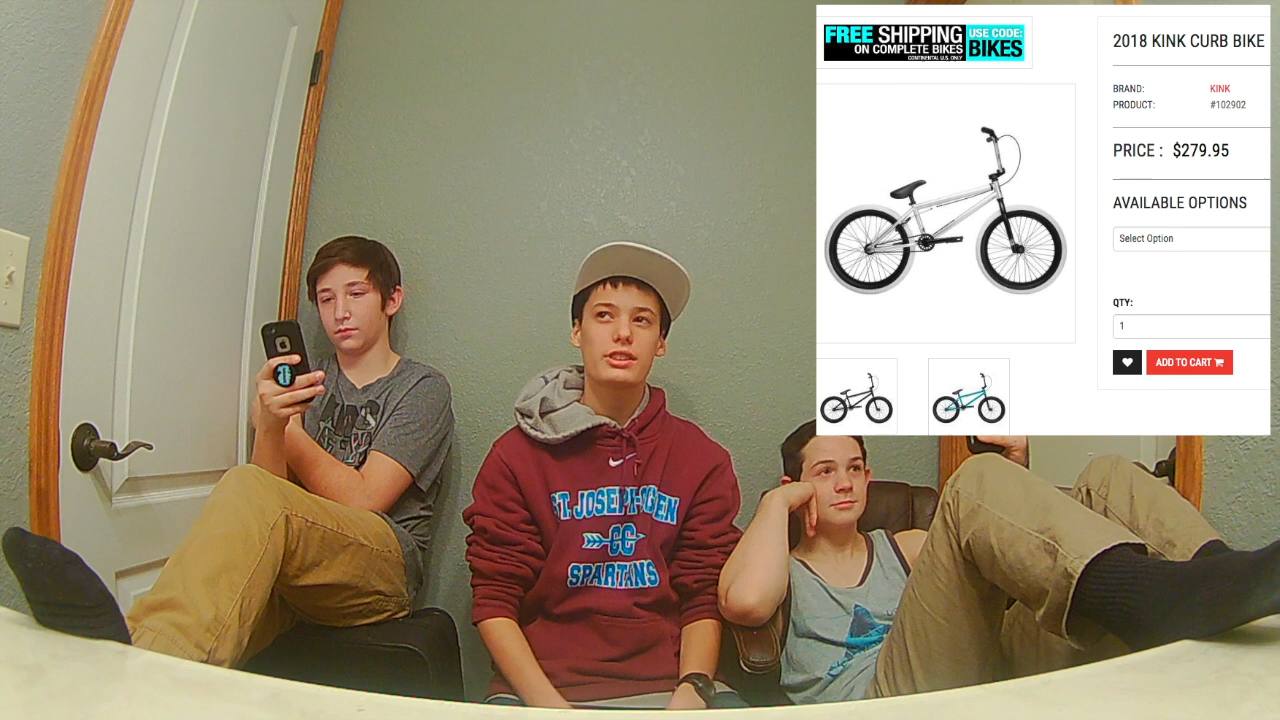 FREE SHIPPING
ON COMPLETE BIKES
CONTINENTAL U.S. ONLY
USE CODE:
BIKES
2018 KINK CURB BIKE
BRAND: KINK
PRODUCT: #102902
PRICE : $279.95
AVAILABLE OPTIONS
Select Option
QTY:
1
ADD TO CART
SPARTANS
CC